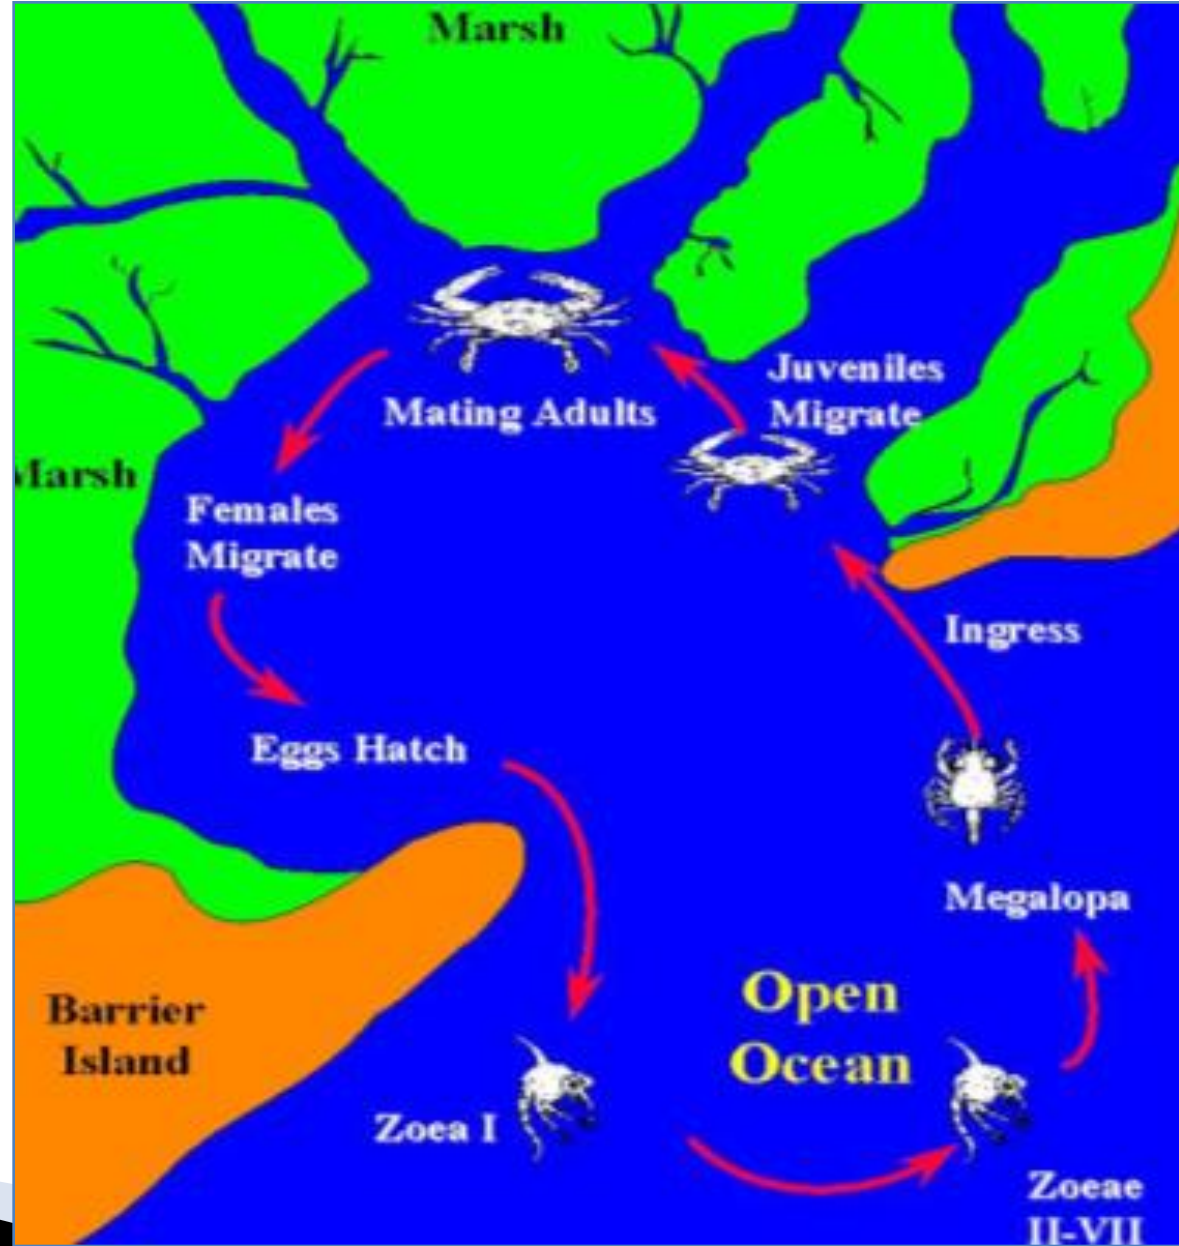 Marsh
Juveniles
Migrate
Mating Adults
Marsh
Females
Migrate
Ingress
Eggs Hatch
Megalopa
Open
Ocean
Barrier
Island
Zoea I
Zoeae
II-VII